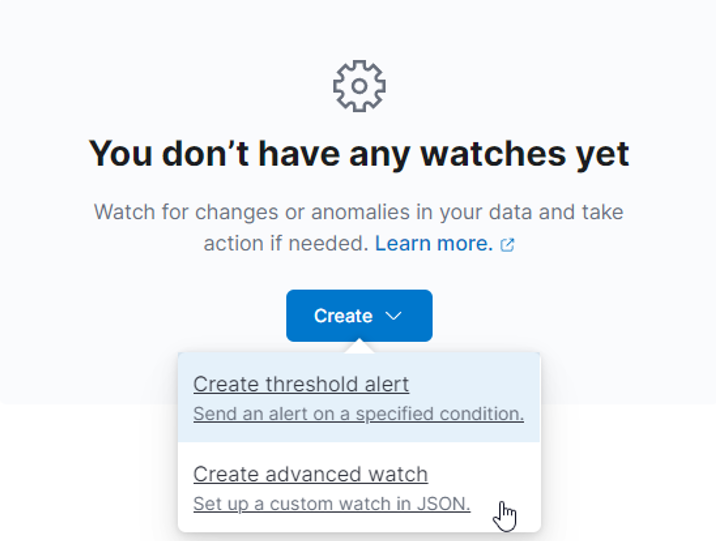 You don’t have any watches yet
Watch for changes or anomalies in your data and take
action if needed. Learn more.
Create
Create threshold alert
Send an alert on a specified condition.
Create advanced watch
Set up a custom watch in JSON.